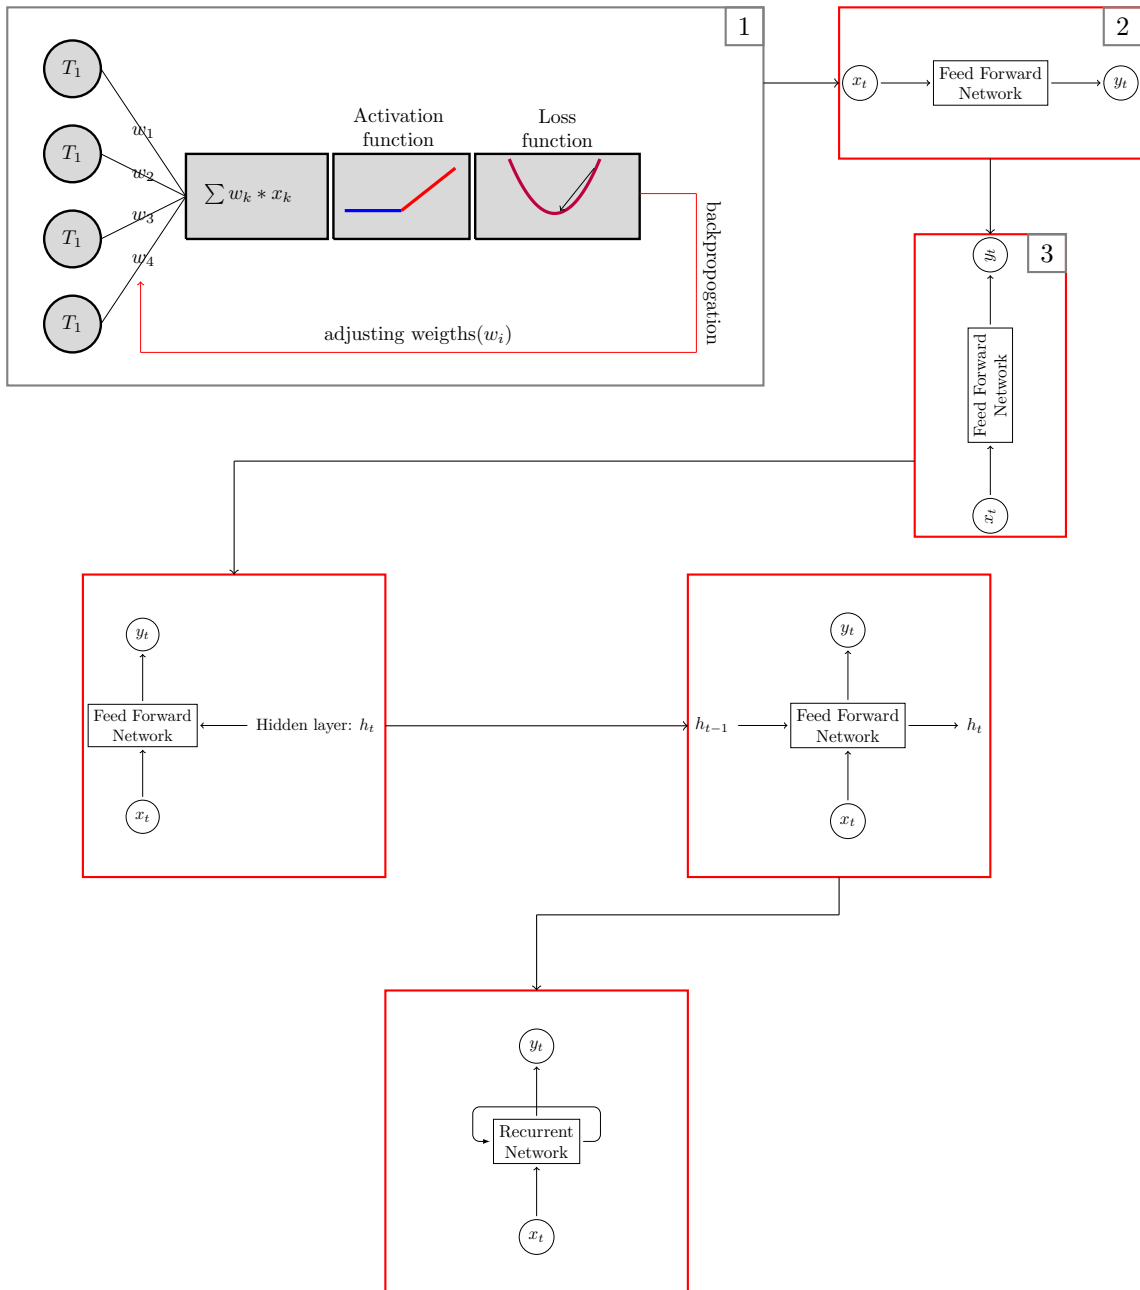 1
T₁
T₁
T₁
T₁
w₁
w₂
w₃
w₄
∑ wₖ * xₖ
Activation
function
Loss
function
backpropogation
adjusting weigths(wᵢ)
2
xₜ
Feed Forward
Network
yₜ
3
yₜ
Feed Forward
Network
xₜ
yₜ
Feed Forward
Network
Hidden layer: hₜ
xₜ
yₜ
hₜ₋₁
Feed Forward
Network
hₜ
xₜ
yₜ
Recurrent
Network
xₜ